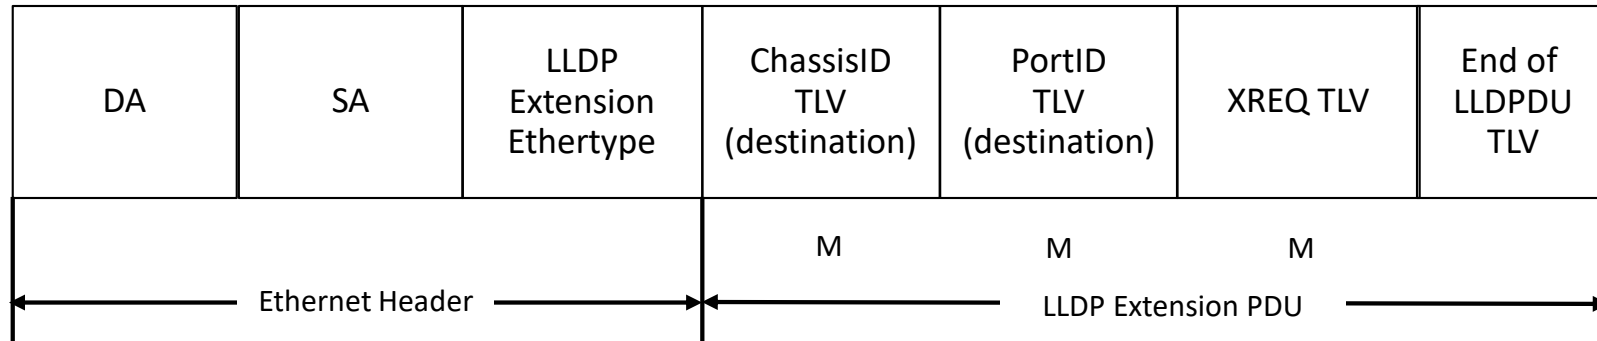 DA
SA
LLDP
Extension
Ethertype
ChassisID
TLV
(destination)
PortID
TLV
(destination)
XREQ TLV
End of
LLDPDU
TLV
M
M
M
Ethernet Header
LLDP Extension PDU